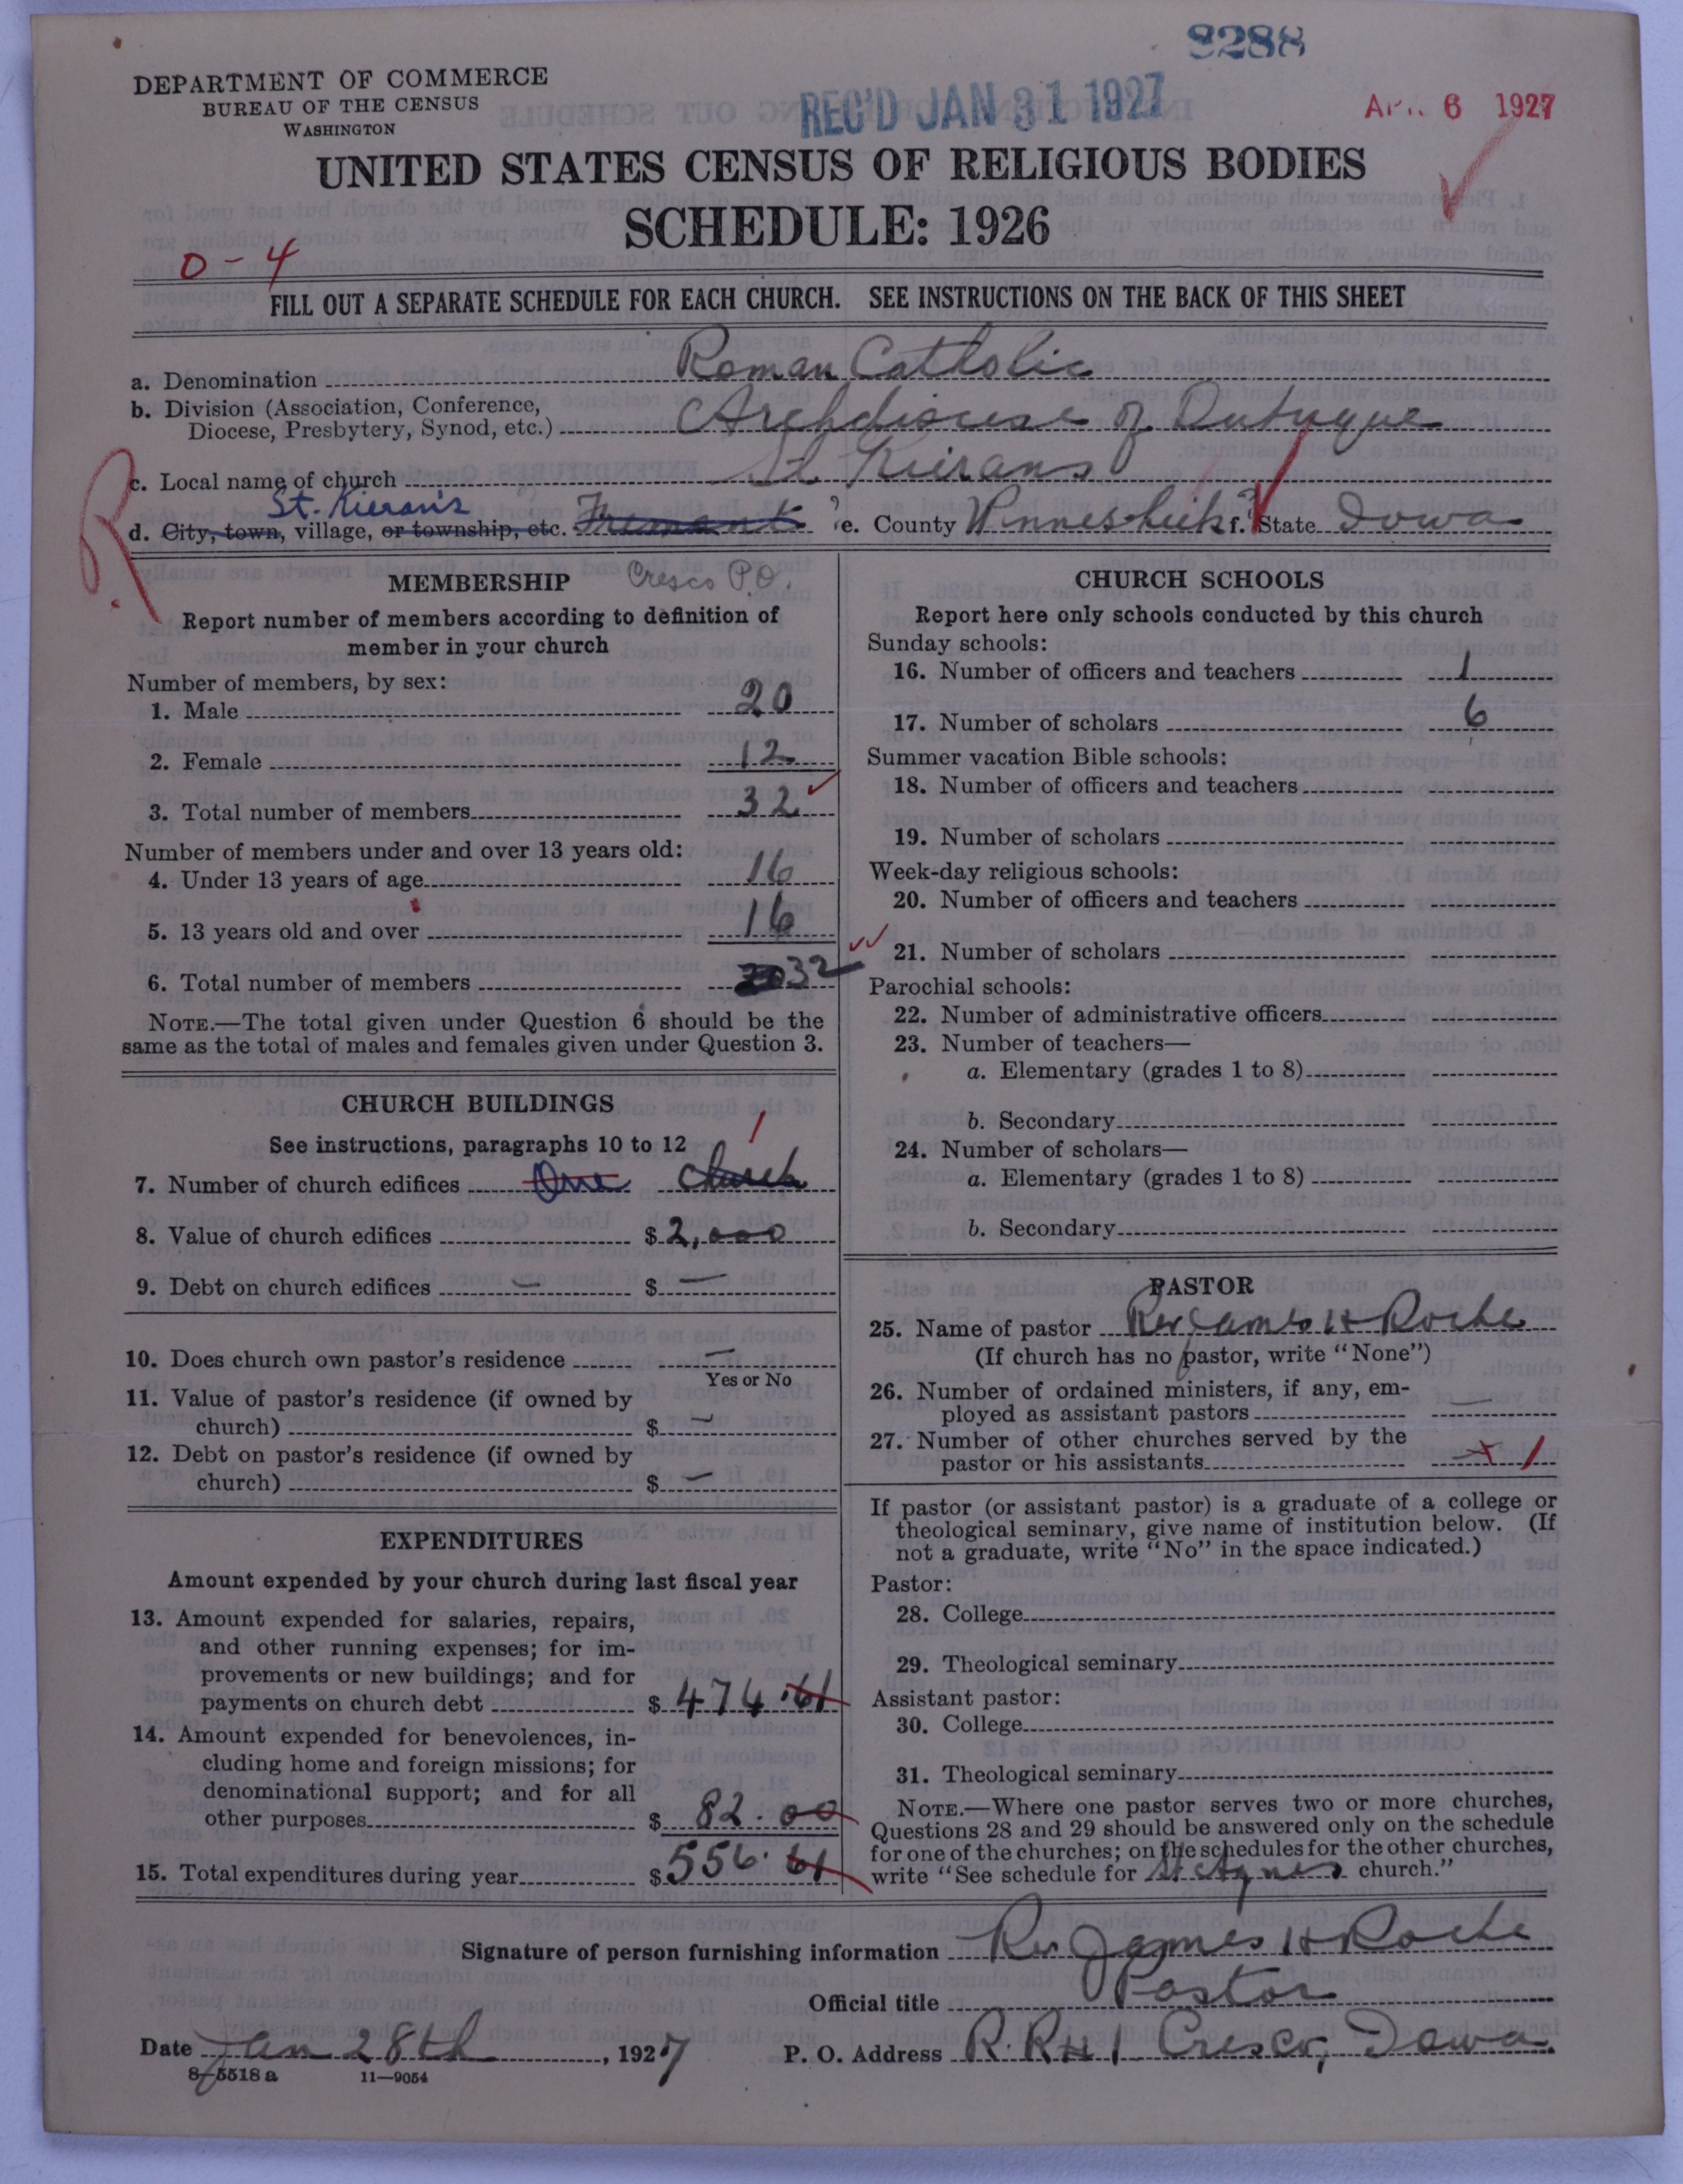 8288
DEPARTMENT OF COMMERCE
BUREAU OF THE CENSUS
WASHINGTON
REC'D JAN 31 1927
APR. 6 1927
UNITED STATES CENSUS OF RELIGIOUS BODIES
SCHEDULE: 1926
0-4
FILL OUT A SEPARATE SCHEDULE FOR EACH CHURCH. SEE INSTRUCTIONS ON THE BACK OF THIS SHEET
a. Denomination Roman Catholic
b. Division (Association, Conference,
Diocese, Presbytery, Synod, etc.) Archdiocese of Dubuque
c. Local name of church St Keirans
St. Kieran's
d. City, town, village, or township, etc. Fremont ? e. County Winneshiek ? f. State Iowa
R
MEMBERSHIP Cresco P.O.
Report number of members according to definition of
member in your church
Number of members, by sex:
1. Male 20
2. Female 12
3. Total number of members 32
Number of members under and over 13 years old:
4. Under 13 years of age 16
5. 13 years old and over 16
6. Total number of members 32
NOTE.—The total given under Question 6 should be the
same as the total of males and females given under Question 3.
CHURCH BUILDINGS
See instructions, paragraphs 10 to 12
1
7. Number of church edifices One Church
8. Value of church edifices $ 2,000
9. Debt on church edifices – $ –
10. Does church own pastor's residence –
Yes or No
11. Value of pastor's residence (if owned by
church) $ –
12. Debt on pastor's residence (if owned by
church) $ –
EXPENDITURES
Amount expended by your church during last fiscal year
13. Amount expended for salaries, repairs,
and other running expenses; for im-
provements or new buildings; and for
payments on church debt $ 474.61
14. Amount expended for benevolences, in-
cluding home and foreign missions; for
denominational support; and for all
other purposes $ 82.00
15. Total expenditures during year $ 556.61
CHURCH SCHOOLS
Report here only schools conducted by this church
Sunday schools:
16. Number of officers and teachers 1
17. Number of scholars 6
Summer vacation Bible schools:
18. Number of officers and teachers
19. Number of scholars
Week-day religious schools:
20. Number of officers and teachers
21. Number of scholars
Parochial schools:
22. Number of administrative officers
23. Number of teachers—
a. Elementary (grades 1 to 8)
b. Secondary
24. Number of scholars—
a. Elementary (grades 1 to 8)
b. Secondary
PASTOR
25. Name of pastor Rev James H Roche
(If church has no pastor, write "None")
26. Number of ordained ministers, if any, em-
ployed as assistant pastors –
27. Number of other churches served by the
pastor or his assistants 1
If pastor (or assistant pastor) is a graduate of a college or
theological seminary, give name of institution below. (If
not a graduate, write "No" in the space indicated.)
Pastor:
28. College
29. Theological seminary
Assistant pastor:
30. College
31. Theological seminary
NOTE.—Where one pastor serves two or more churches,
Questions 28 and 29 should be answered only on the schedule
for one of the churches; on the schedules for the other churches,
write "See schedule for St Agnes church."
Signature of person furnishing information Rev James H Roche
Official title Pastor
Date Jan 28th, 1927 P. O. Address R.R #1 Cresco, Iowa.
8-5518 a 11—9054